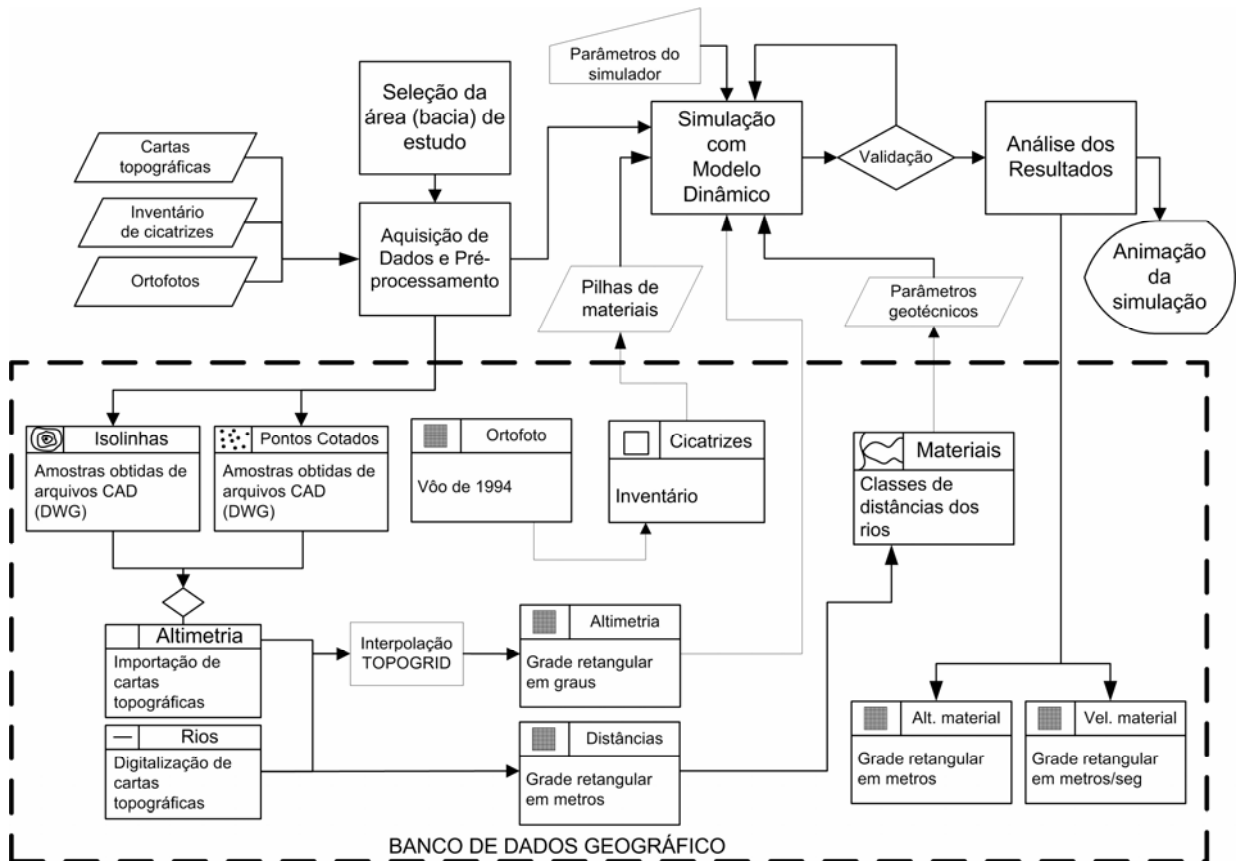 Parâmetros do
simulador
Seleção da
área (bacia) de
estudo
Cartas
topográficas
Inventário
de cicatrizes
Ortofotos
Aquisição de
Dados e Pré-
processamento
Simulação
com
Modelo
Dinâmico
Validação
Análise dos
Resultados
Animação
da
simulação
Pilhas de
materiais
Parâmetros
geotécnicos
Isolinhas
Amostras obtidas de
arquivos CAD
(DWG)
Pontos Cotados
Amostras obtidas de
arquivos CAD
(DWG)
Ortofoto
Vôo de 1994
Cicatrizes
Inventário
Materiais
Classes de
distâncias dos
rios
Altimetria
Importação de
cartas
topográficas
Interpolação
TOPOGRID
Altimetria
Grade retangular
em graus
Rios
Digitalização de
cartas
topográficas
Distâncias
Grade retangular
em metros
Alt. material
Grade retangular
em metros
Vel. material
Grade retangular
em metros/seg
BANCO DE DADOS GEOGRÁFICO